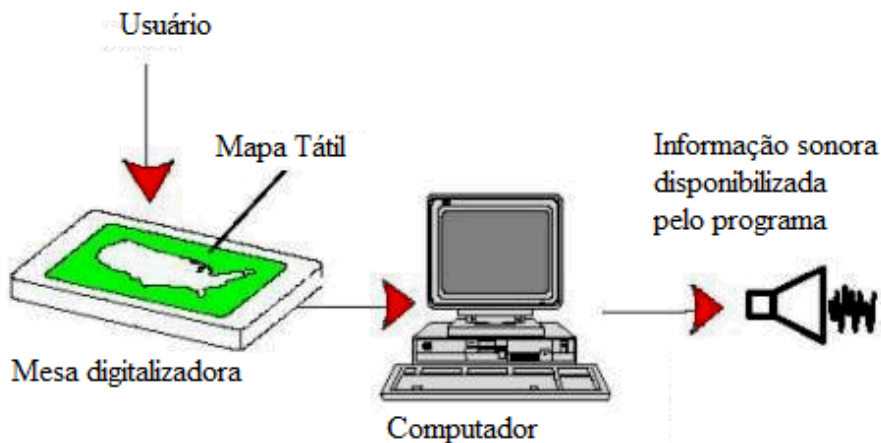 Usuário
Mapa Tátil
Informação sonora
disponibilizada
pelo programa
Mesa digitalizadora
Computador